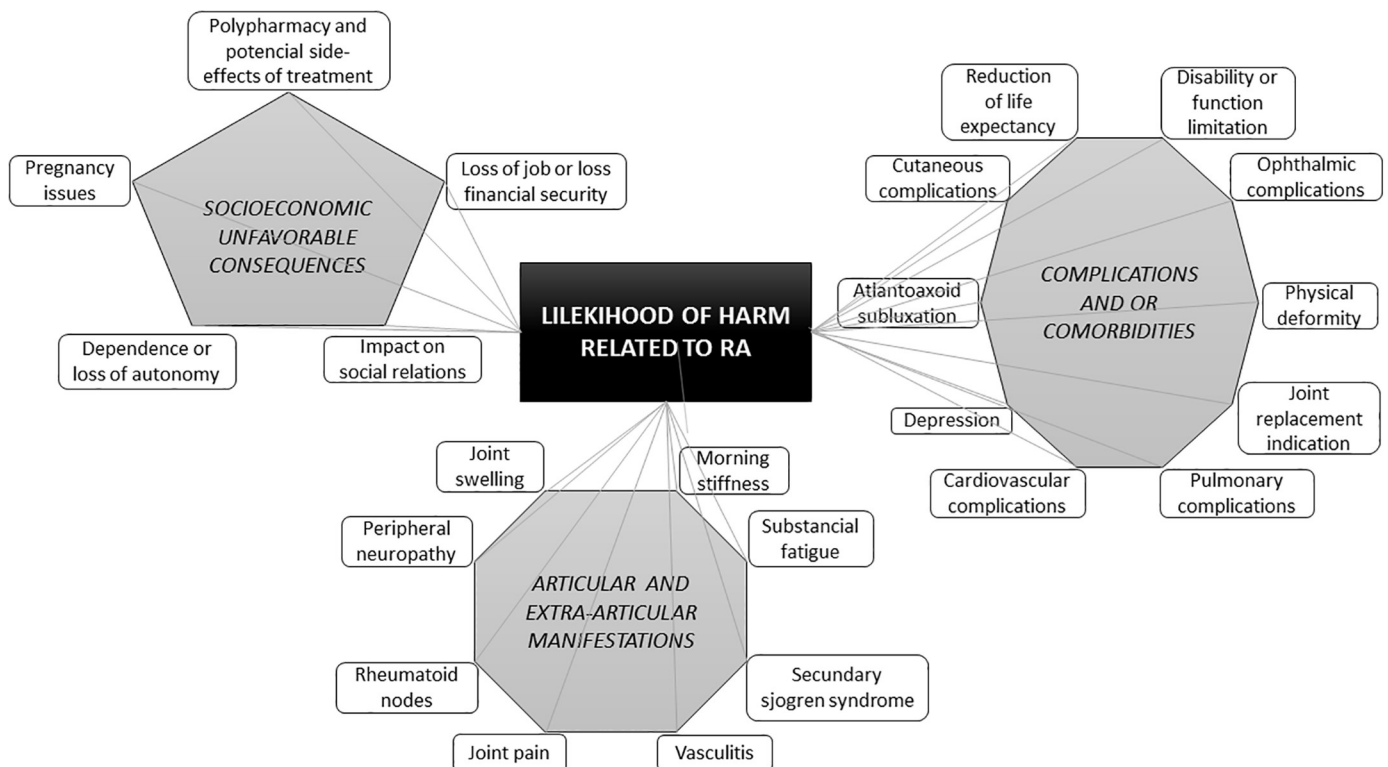 Polypharmacy and
potencial side-
effects of treatment
Pregnancy
issues
Loss of job or loss
financial security
SOCIOECONOMIC
UNFAVORABLE
CONSEQUENCES
Dependence or
loss of autonomy
Impact on
social relations
LILEKIHOOD OF HARM
RELATED TO RA
Reduction
of life
expectancy
Disability or
function
limitation
Cutaneous
complications
Ophthalmic
complications
Atlantoaxoid
subluxation
COMPLICATIONS
AND OR
COMORBIDITIES
Physical
deformity
Depression
Joint
replacement
indication
Cardiovascular
complications
Pulmonary
complications
Joint
swelling
Morning
stiffness
Peripheral
neuropathy
Substancial
fatigue
ARTICULAR AND
EXTRA-ARTICULAR
MANIFESTATIONS
Rheumatoid
nodes
Secundary
sjogren syndrome
Joint pain
Vasculitis